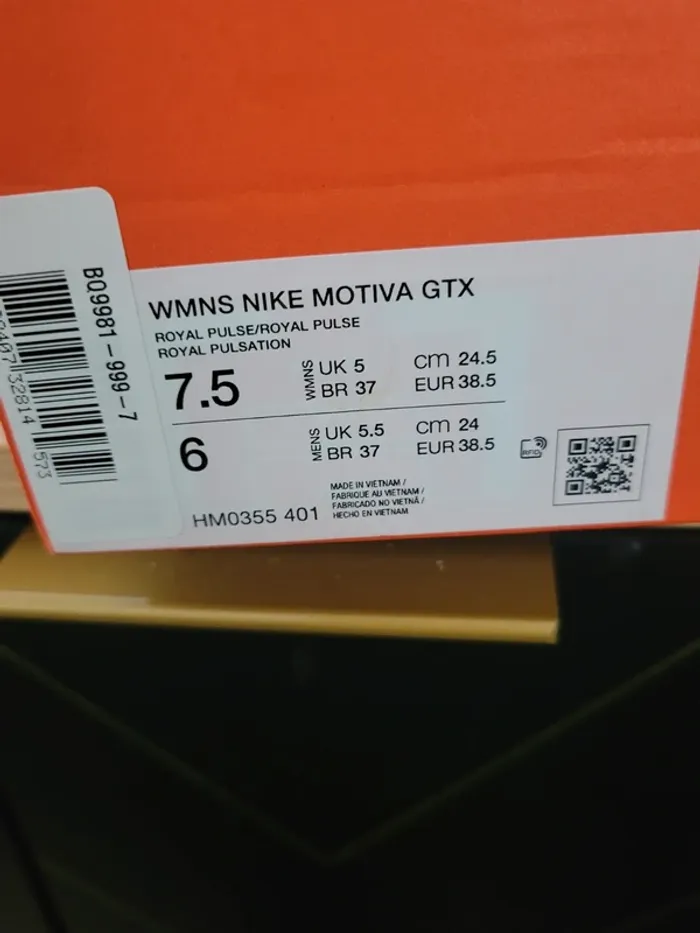 BQ9981-999-7
WMNS NIKE MOTIVA GTX
ROYAL PULSE/ROYAL PULSE
ROYAL PULSATION
7.5 WMNS UK 5 cm 24.5
BR 37 EUR 38.5
6 MENS UK 5.5 cm 24
BR 37 EUR 38.5
RFID
MADE IN VIETNAM /
FABRIQUE AU VIETNAM /
FABRICADO NO VIETNÃ /
HECHO EN VIETNAM
HM0355 401